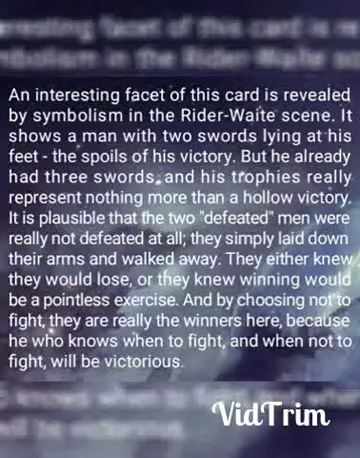 An interesting facet of this card is revealed
by symbolism in the Rider-Waite scene. It
shows a man with two swords lying at his
feet - the spoils of his victory. But he already
had three swords, and his trophies really
represent nothing more than a hollow victory.
It is plausible that the two "defeated" men were
really not defeated at all; they simply laid down
their arms and walked away. They either knew
they would lose, or they knew winning would
be a pointless exercise. And by choosing not to
fight, they are really the winners here, because
he who knows when to fight, and when not to
fight, will be victorious.
VidTrim